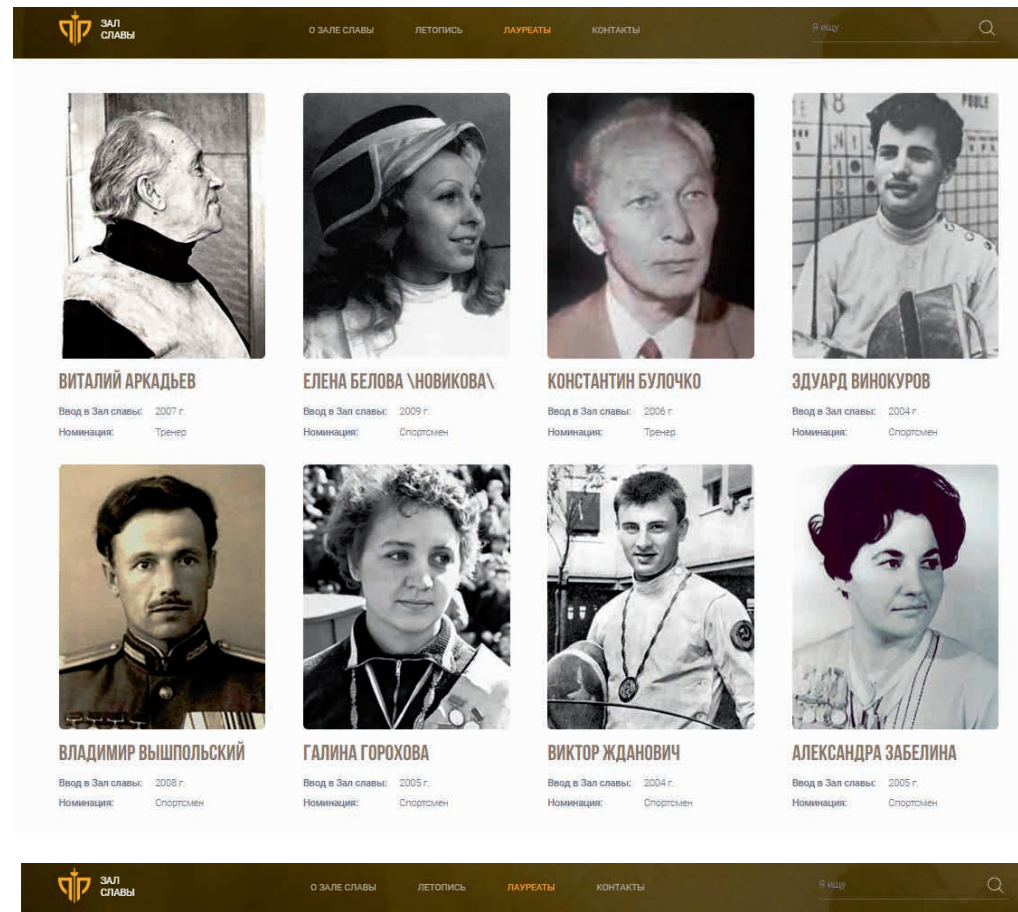 ЗАЛ
СЛАВЫ
О ЗАЛЕ СЛАВЫ ЛЕТОПИСЬ ЛАУРЕАТЫ КОНТАКТЫ Я ищу
ВИТАЛИЙ АРКАДЬЕВ ЕЛЕНА БЕЛОВА \НОВИКОВА\ КОНСТАНТИН БУЛОЧКО ЭДУАРД ВИНОКУРОВ
Ввод в Зал славы: 2007 г. Ввод в Зал славы: 2009 г. Ввод в Зал славы: 2006 г. Ввод в Зал славы: 2004 г.
Номинация: Тренер Номинация: Спортсмен Номинация: Тренер Номинация: Спортсмен
ВЛАДИМИР ВЫШПОЛЬСКИЙ ГАЛИНА ГОРОХОВА ВИКТОР ЖДАНОВИЧ АЛЕКСАНДРА ЗАБЕЛИНА
Ввод в Зал славы: 2008 г. Ввод в Зал славы: 2005 г. Ввод в Зал славы: 2004 г. Ввод в Зал славы: 2005 г.
Номинация: Спортсмен Номинация: Спортсмен Номинация: Спортсмен Номинация: Спортсмен
ЗАЛ
СЛАВЫ
О ЗАЛЕ СЛАВЫ ЛЕТОПИСЬ ЛАУРЕАТЫ КОНТАКТЫ Я ищу